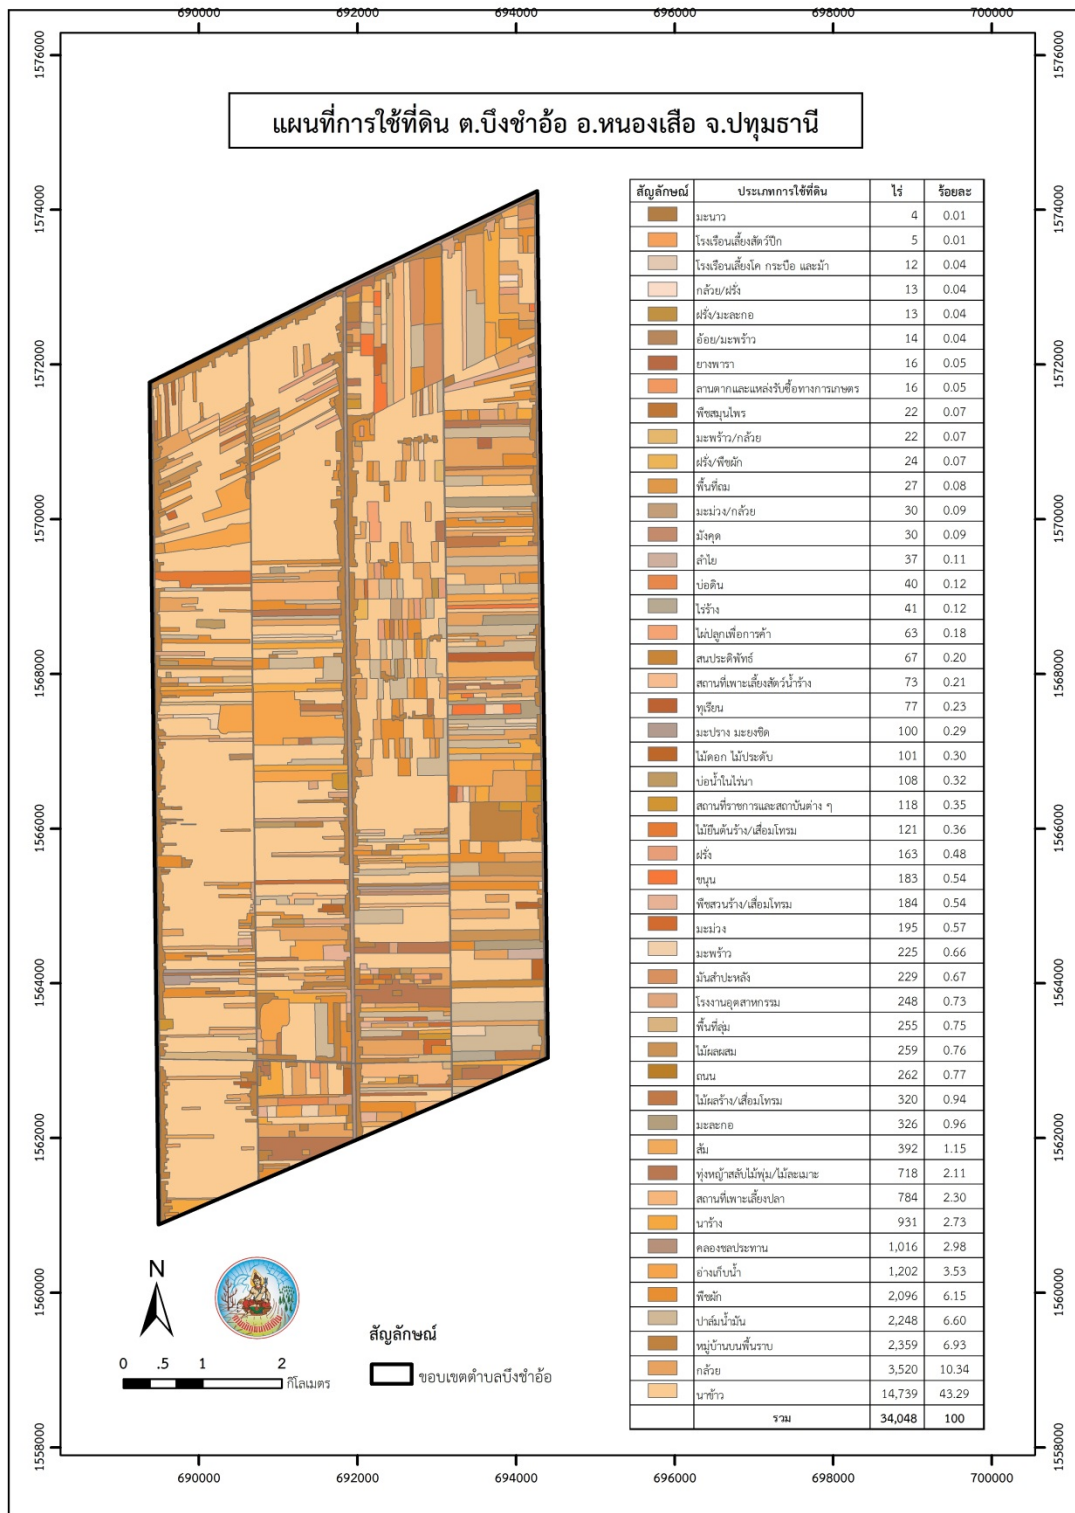 690000 692000 694000 696000 698000 700000
1576000 1576000
แผนที่การใช้ที่ดิน ต.บึงชำอ้อ อ.หนองเสือ จ.ปทุมธานี
1574000 1574000
1572000 1572000
1570000 1570000
1568000 1568000
1566000 1566000
1564000 1564000
1562000 1562000
1560000 1560000
1558000 1558000
สัญลักษณ์ ประเภทการใช้ที่ดิน ไร่ ร้อยละ
มะนาว 4 0.01
โรงเรือนเลี้ยงสัตว์ปีก 5 0.01
โรงเรือนเลี้ยงโค กระบือ และม้า 12 0.04
กล้วย/ฝรั่ง 13 0.04
ฝรั่ง/มะละกอ 13 0.04
อ้อย/มะพร้าว 14 0.04
ยางพารา 16 0.05
ลานตากและแหล่งรับซื้อทางการเกษตร 16 0.05
พืชสมุนไพร 22 0.07
มะพร้าว/กล้วย 22 0.07
ฝรั่ง/พืชผัก 24 0.07
พื้นที่ถม 27 0.08
มะม่วง/กล้วย 30 0.09
มังคุด 30 0.09
ลำไย 37 0.11
บ่อดิน 40 0.12
ไร่ร้าง 41 0.12
ไผ่ปลูกเพื่อการค้า 63 0.18
สนประดิพัทธ์ 67 0.20
สถานที่เพาะเลี้ยงสัตว์น้ำร้าง 73 0.21
ทุเรียน 77 0.23
มะปราง มะยงชิด 100 0.29
ไม้ดอก ไม้ประดับ 101 0.30
บ่อน้ำในไร่นา 108 0.32
สถานที่ราชการและสถาบันต่าง ๆ 118 0.35
ไม้ยืนต้นร้าง/เสื่อมโทรม 121 0.36
ฝรั่ง 163 0.48
ขนุน 183 0.54
พืชสวนร้าง/เสื่อมโทรม 184 0.54
มะม่วง 195 0.57
มะพร้าว 225 0.66
มันสำปะหลัง 229 0.67
โรงงานอุตสาหกรรม 248 0.73
พื้นที่ลุ่ม 255 0.75
ไม้ผลผสม 259 0.76
ถนน 262 0.77
ไม้ผลร้าง/เสื่อมโทรม 320 0.94
มะละกอ 326 0.96
ส้ม 392 1.15
ทุ่งหญ้าสลับไม้พุ่ม/ไม้ละเมาะ 718 2.11
สถานที่เพาะเลี้ยงปลา 784 2.30
นาร้าง 931 2.73
คลองชลประทาน 1,016 2.98
อ่างเก็บน้ำ 1,202 3.53
พืชผัก 2,096 6.15
ปาล์มน้ำมัน 2,248 6.60
หมู่บ้านบนพื้นราบ 2,359 6.93
กล้วย 3,520 10.34
นาข้าว 14,739 43.29
รวม 34,048 100
N
สัญลักษณ์
ขอบเขตตำบลบึงชำอ้อ
0 .5 1 2
กิโลเมตร
690000 692000 694000 696000 698000 700000